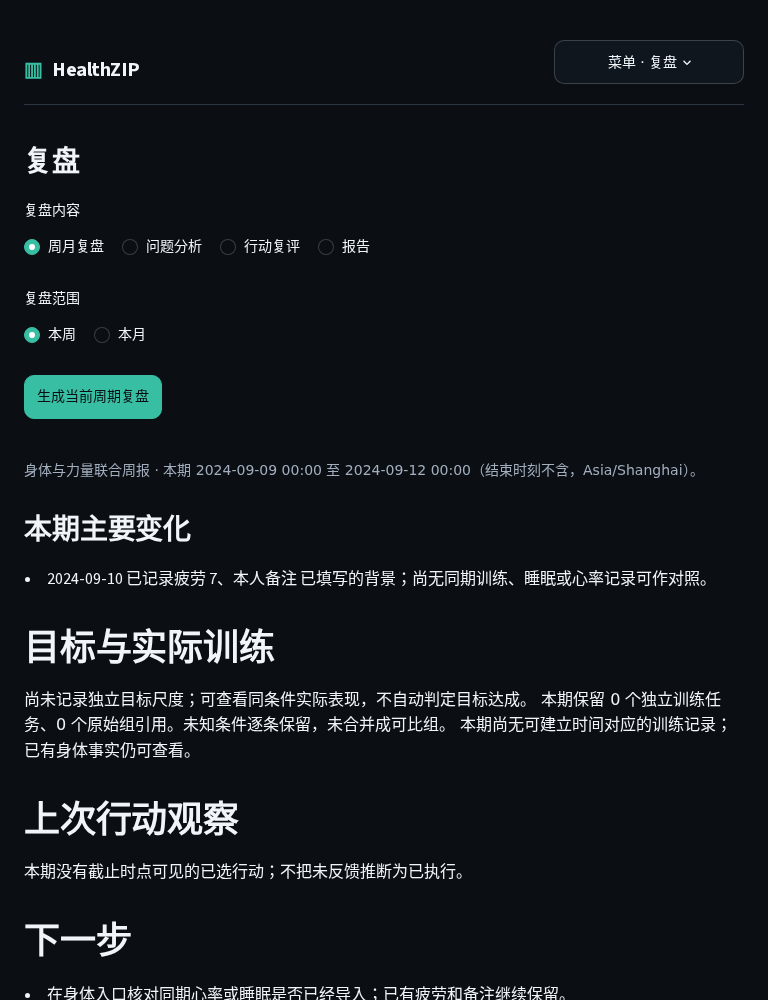 HealthZIP
菜单 · 复盘
复盘
复盘内容
周月复盘 问题分析 行动复评 报告
复盘范围
本周 本月
生成当前周期复盘
身体与力量联合周报 · 本期 2024-09-09 00:00 至 2024-09-12 00:00（结束时刻不含，Asia/Shanghai）。
本期主要变化
• 2024-09-10 已记录疲劳 7、本人备注 已填写的背景；尚无同期训练、睡眠或心率记录可作对照。
目标与实际训练
尚未记录独立目标尺度；可查看同条件实际表现，不自动判定目标达成。 本期保留 0 个独立训练任
务、0 个原始组引用。未知条件逐条保留，未合并成可比组。 本期尚无可建立时间对应的训练记录；
已有身体事实仍可查看。
上次行动观察
本期没有截止时点可见的已选行动；不把未反馈推断为已执行。
下一步
• 在身体入口核对同期心率或睡眠是否已经导入；已有疲劳和备注继续保留。